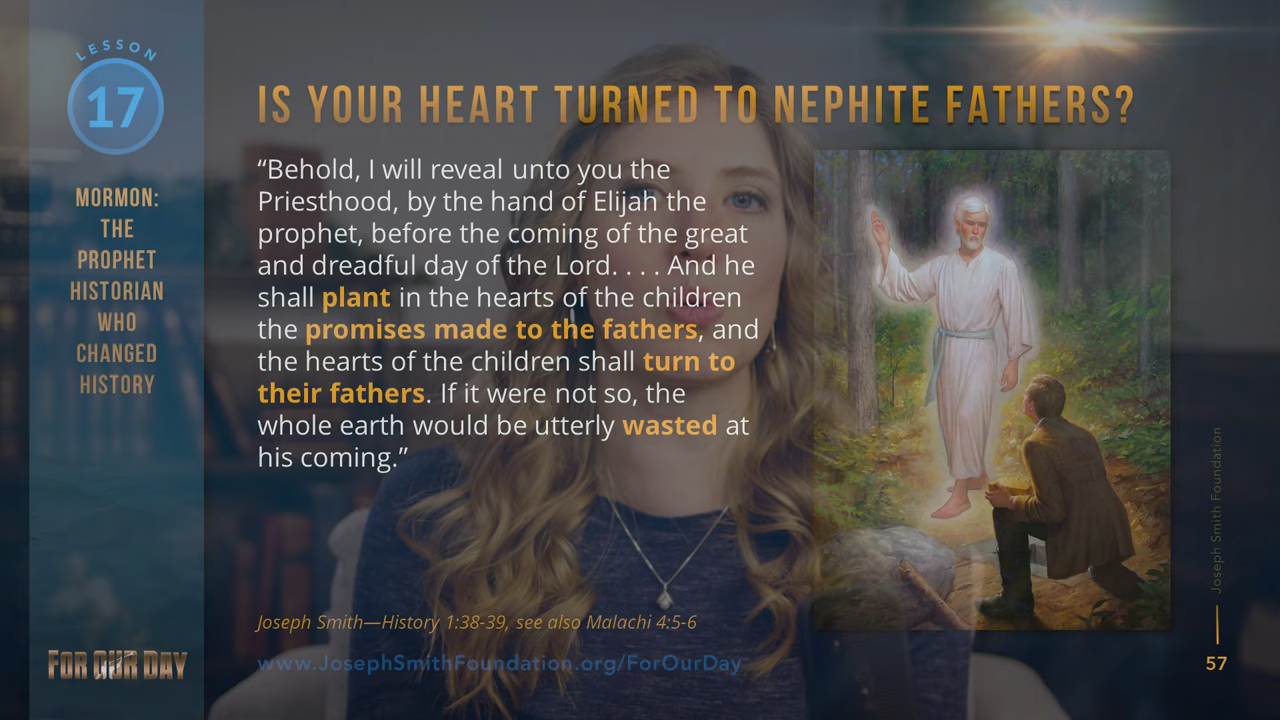 LESSON
17
MORMON:
THE
PROPHET
HISTORIAN
WHO
CHANGED
HISTORY
FOR OUR DAY
IS YOUR HEART TURNED TO NEPHITE FATHERS?
“Behold, I will reveal unto you the
Priesthood, by the hand of Elijah the
prophet, before the coming of the great
and dreadful day of the Lord. . . . And he
shall plant in the hearts of the children
the promises made to the fathers, and
the hearts of the children shall turn to
their fathers. If it were not so, the
whole earth would be utterly wasted at
his coming.”
Joseph Smith—History 1:38-39, see also Malachi 4:5-6
www.JosephSmithFoundation.org/ForOurDay
Joseph Smith Foundation
57